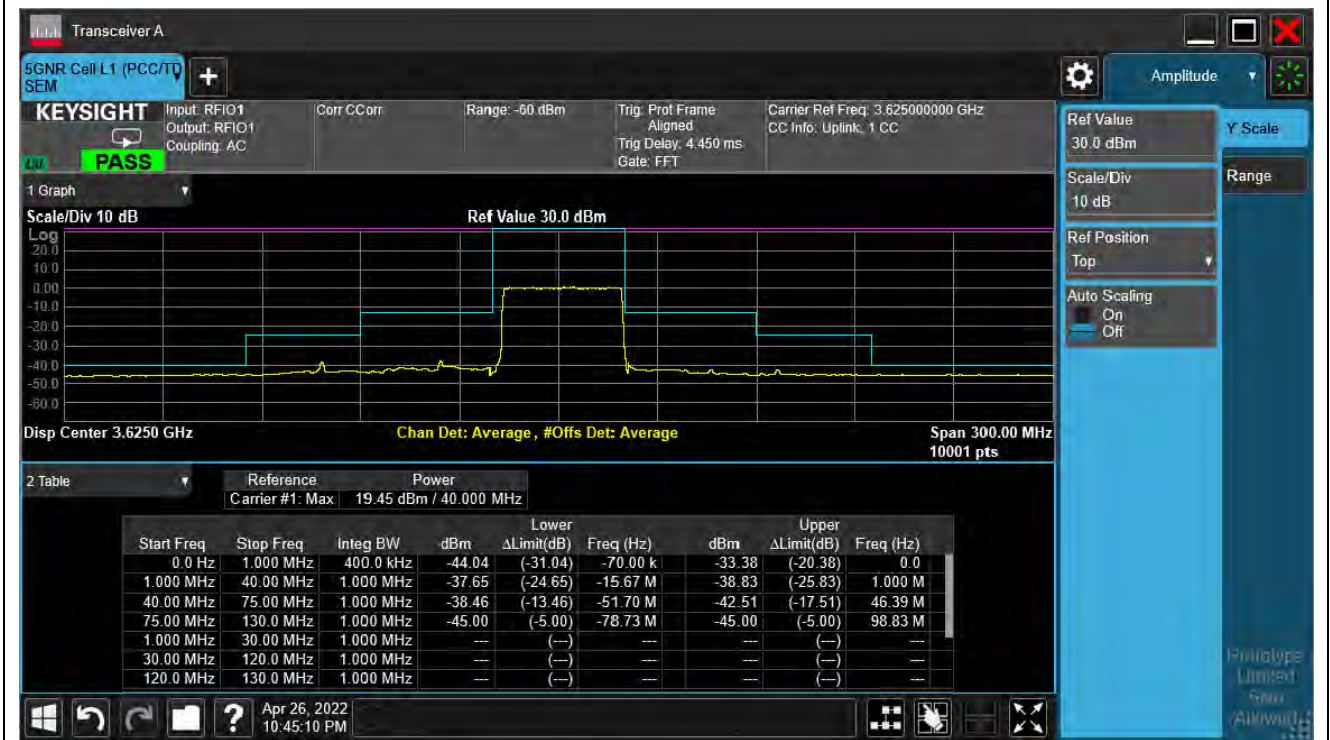 Transceiver A
5GNR Cell L1 (PCC/TD
SEM
+
Amplitude
KEYSIGHT
PASS
Input: RFIO1
Output: RFIO1
Coupling: AC
Corr CCorr
Range: -60 dBm
Trig: Prot Frame
Aligned
Trig Delay: 4.450 ms
Gate: FFT
Carrier Ref Freq: 3.625000000 GHz
CC Info: Uplink, 1 CC
Ref Value
30.0 dBm
Y Scale
Scale/Div
10 dB
Range
Ref Position
Top
Auto Scaling
On
Off
1 Graph
Scale/Div 10 dB Ref Value 30.0 dBm
Log
20.0
10.0
0.00
-10.0
-20.0
-30.0
-40.0
-50.0
-60.0
Disp Center 3.6250 GHz Chan Det: Average , #Offs Det: Average Span 300.00 MHz
10001 pts
2 Table
Reference Power
Carrier #1: Max 19.45 dBm / 40.000 MHz
Lower Upper
Start Freq Stop Freq Integ BW dBm ΔLimit(dB) Freq (Hz) dBm ΔLimit(dB) Freq (Hz)
0.0 Hz 1.000 MHz 400.0 kHz -44.04 (-31.04) -70.00 k -33.38 (-20.38) 0.0
1.000 MHz 40.00 MHz 1.000 MHz -37.65 (-24.65) -15.67 M -38.83 (-25.83) 1.000 M
40.00 MHz 75.00 MHz 1.000 MHz -38.46 (-13.46) -51.70 M -42.51 (-17.51) 46.39 M
75.00 MHz 130.0 MHz 1.000 MHz -45.00 (-5.00) -78.73 M -45.00 (-5.00) 98.83 M
1.000 MHz 30.00 MHz 1.000 MHz --- (---) --- --- (---) ---
30.00 MHz 120.0 MHz 1.000 MHz --- (---) --- --- (---) ---
120.0 MHz 130.0 MHz 1.000 MHz --- (---) --- --- (---) ---
Prototype
Limited
Allowed
?
Apr 26, 2022
10:45:10 PM